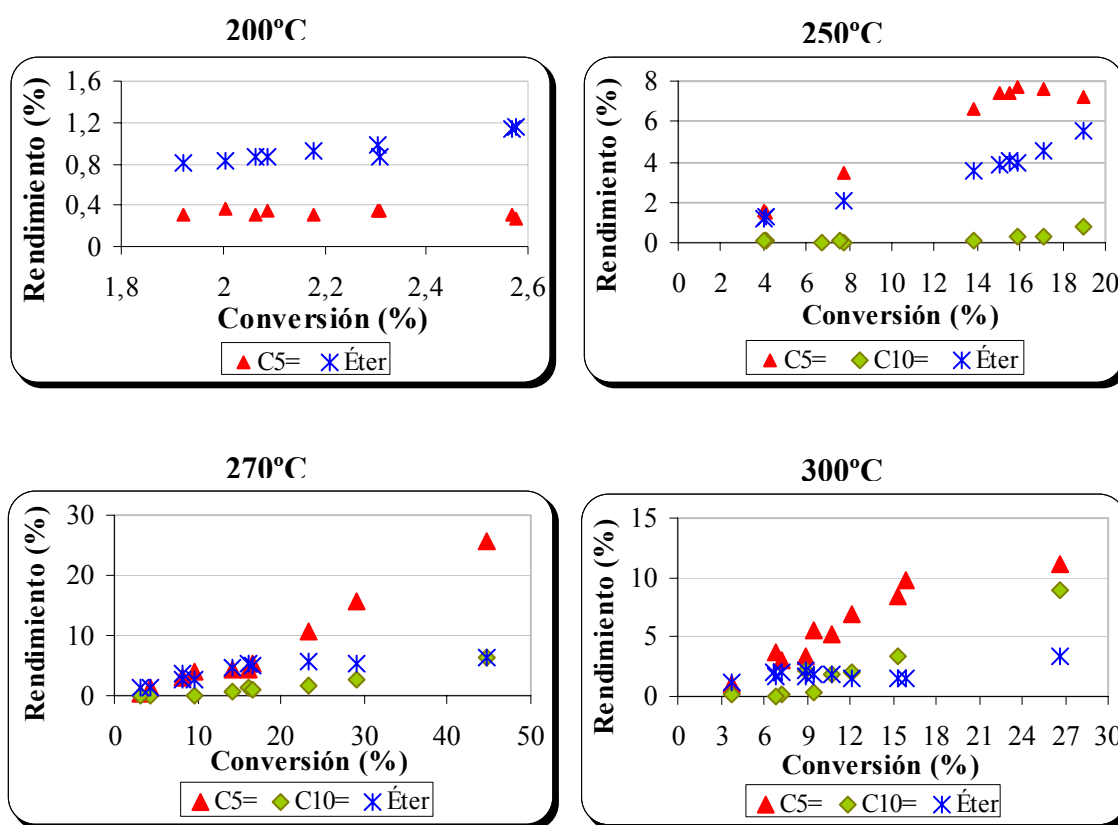 200ºC
Rendimiento (%)
1,6
1,2
0,8
0,4
0
1,8 2 2,2 2,4 2,6
Conversión (%)
C5= Éter
250ºC
Rendimiento (%)
8
6
4
2
0
0 2 4 6 8 10 12 14 16 18 20
Conversión (%)
C5= C10= Éter
270ºC
Rendimiento (%)
30
20
10
0
0 10 20 30 40 50
Conversión (%)
C5= C10= Éter
300ºC
Rendimiento (%)
15
10
5
0
0 3 6 9 12 15 18 21 24 27 30
Conversión (%)
C5= C10= Éter